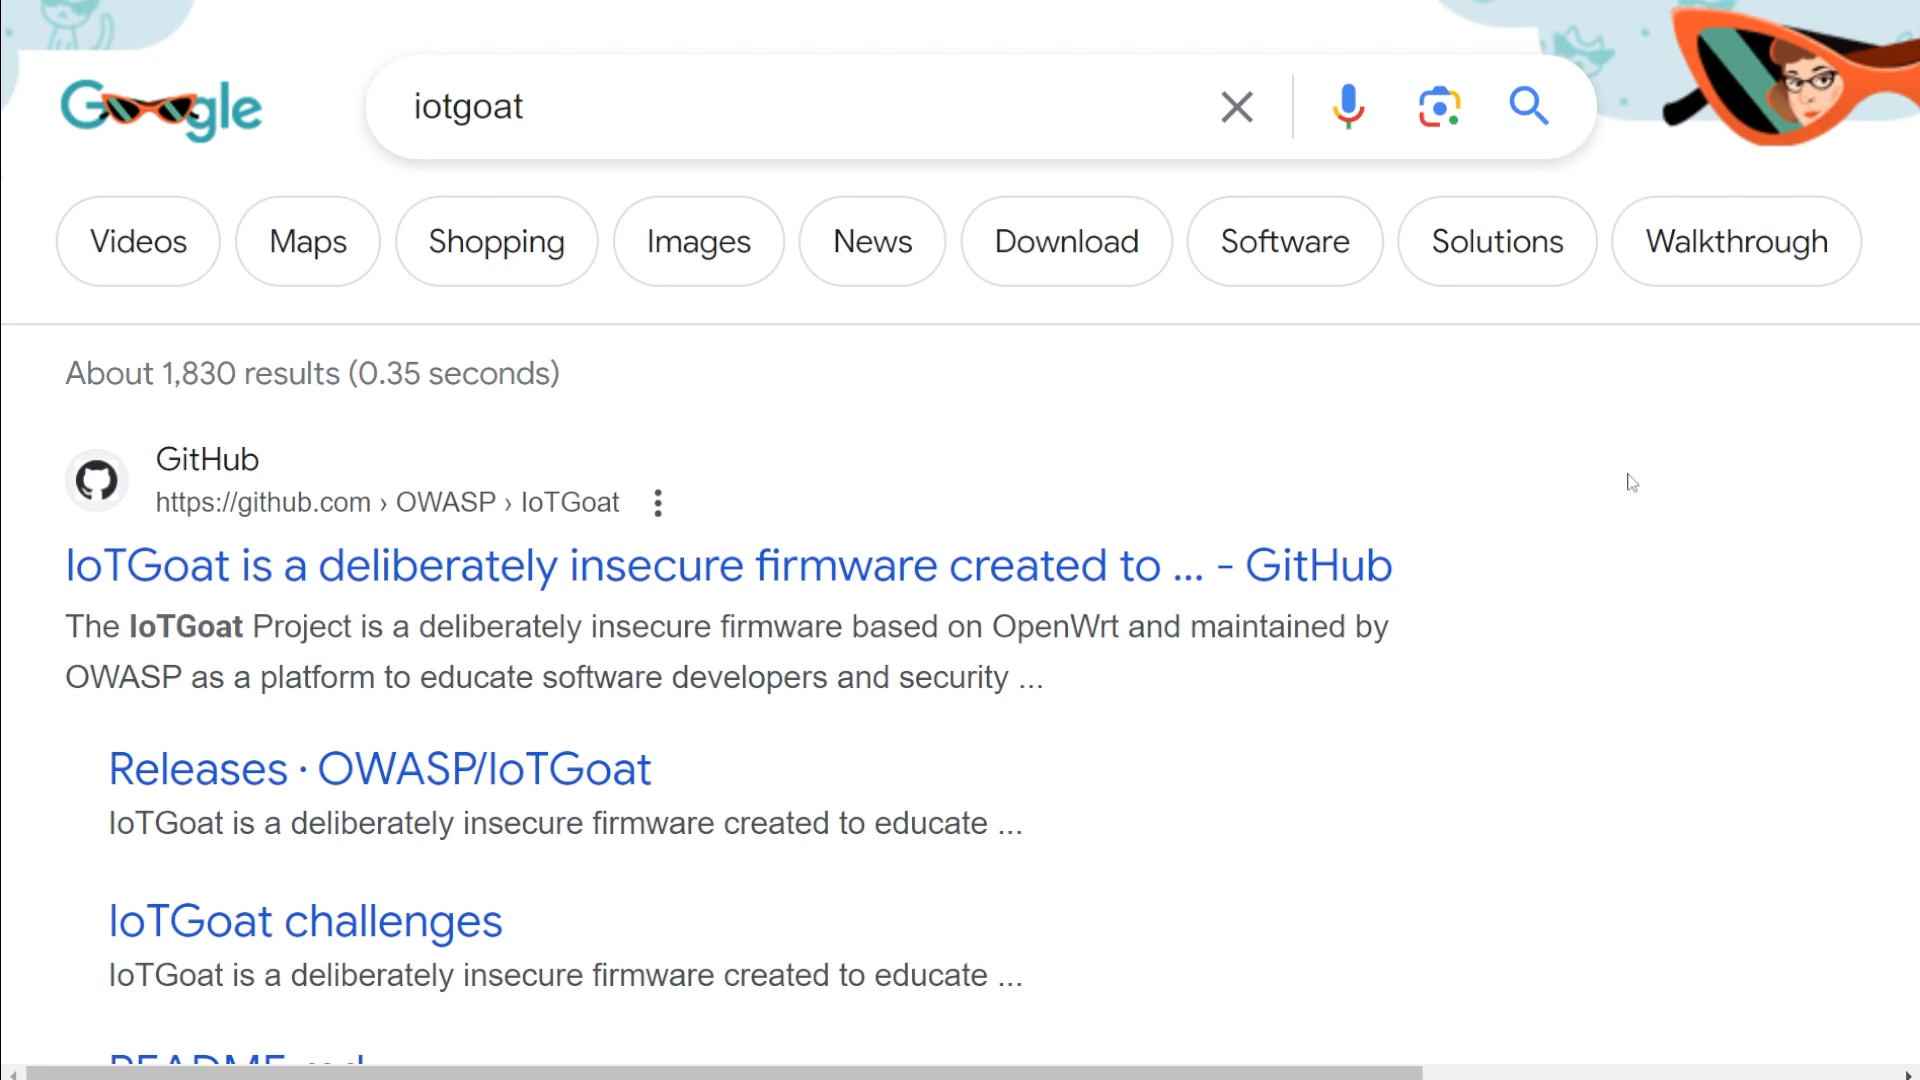 Google
iotgoat
Videos
Maps
Shopping
Images
News
Download
Software
Solutions
Walkthrough
About 1,830 results (0.35 seconds)
GitHub
https://github.com › OWASP › IoTGoat
IoTGoat is a deliberately insecure firmware created to ... - GitHub
The IoTGoat Project is a deliberately insecure firmware based on OpenWrt and maintained by
OWASP as a platform to educate software developers and security ...
Releases · OWASP/IoTGoat
IoTGoat is a deliberately insecure firmware created to educate ...
IoTGoat challenges
IoTGoat is a deliberately insecure firmware created to educate ...
README.md